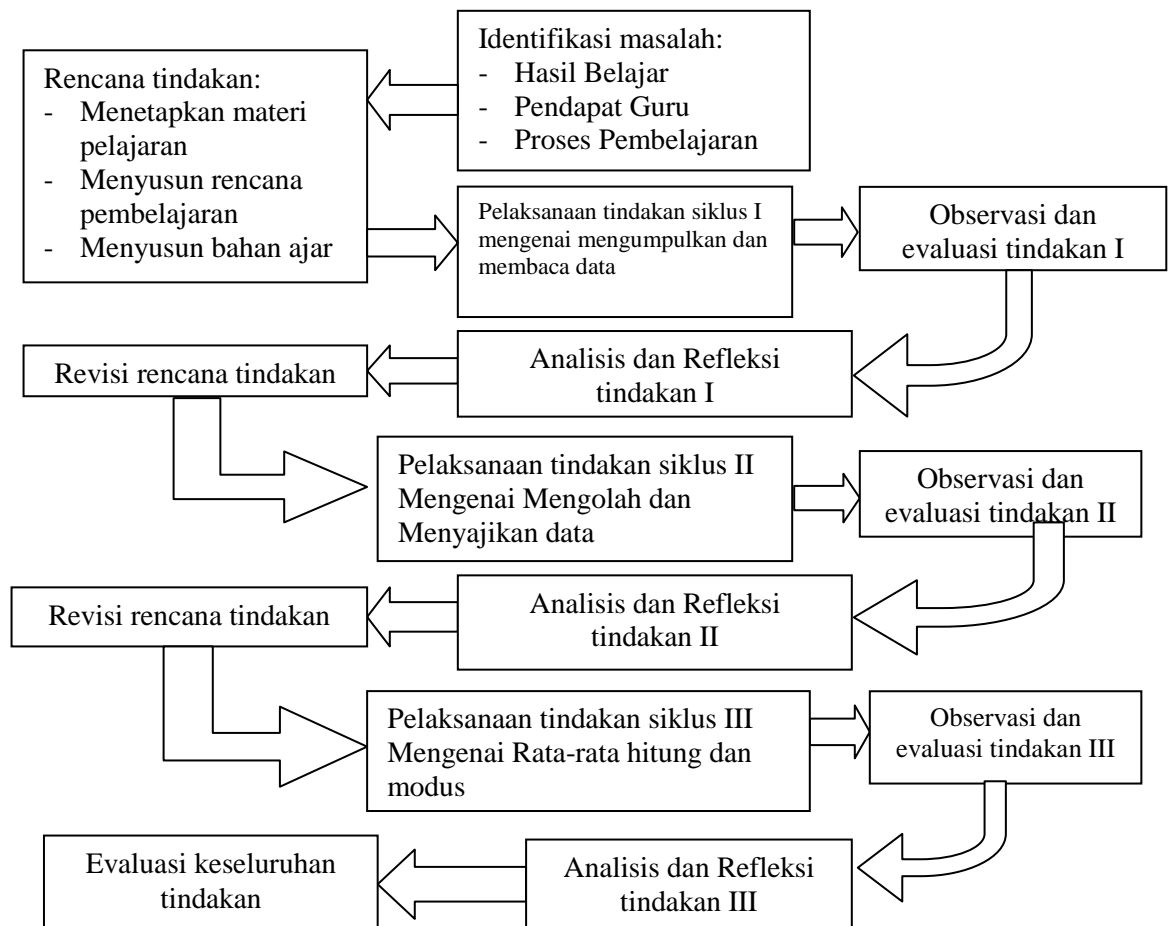 Identifikasi masalah:
- Hasil Belajar
- Pendapat Guru
- Proses Pembelajaran
Rencana tindakan:
- Menetapkan materi
pelajaran
- Menyusun rencana
pembelajaran
- Menyusun bahan ajar
Pelaksanaan tindakan siklus I
mengenai mengumpulkan dan
membaca data
Observasi dan
evaluasi tindakan I
Analisis dan Refleksi
tindakan I
Revisi rencana tindakan
Pelaksanaan tindakan siklus II
Mengenai Mengolah dan
Menyajikan data
Observasi dan
evaluasi tindakan II
Analisis dan Refleksi
tindakan II
Revisi rencana tindakan
Pelaksanaan tindakan siklus III
Mengenai Rata-rata hitung dan
modus
Observasi dan
evaluasi tindakan III
Analisis dan Refleksi
tindakan III
Evaluasi keseluruhan
tindakan